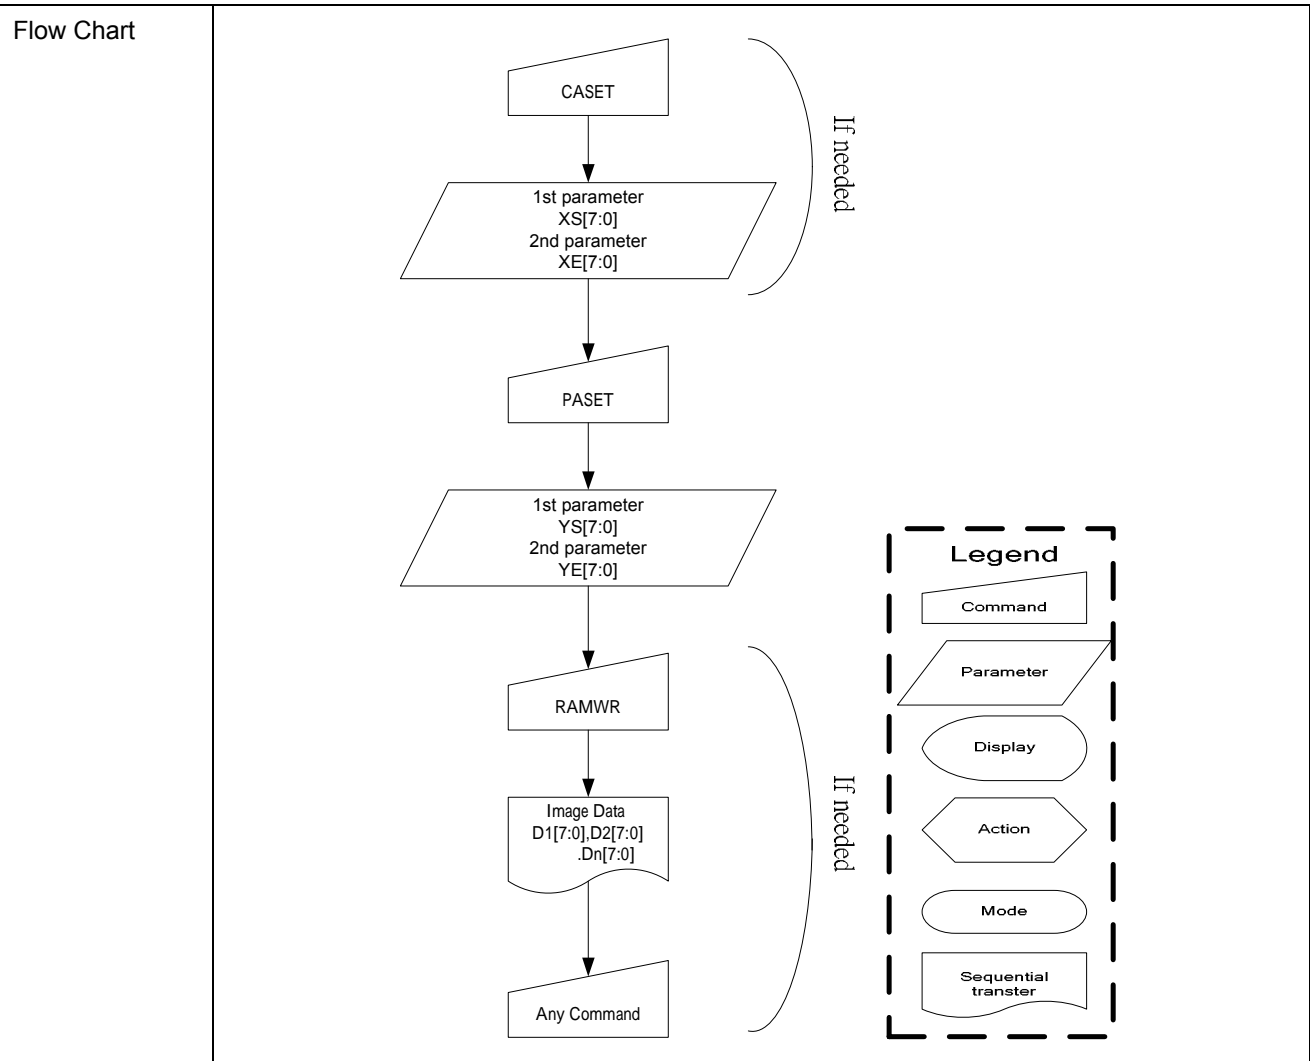 Flow Chart
CASET
If needed
1st parameter
XS[7:0]
2nd parameter
XE[7:0]
PASET
1st parameter
YS[7:0]
2nd parameter
YE[7:0]
RAMWR
Image Data
D1[7:0],D2[7:0]
.Dn[7:0]
If needed
Any Command
Legend
Command
Parameter
Display
Action
Mode
Sequential
transter